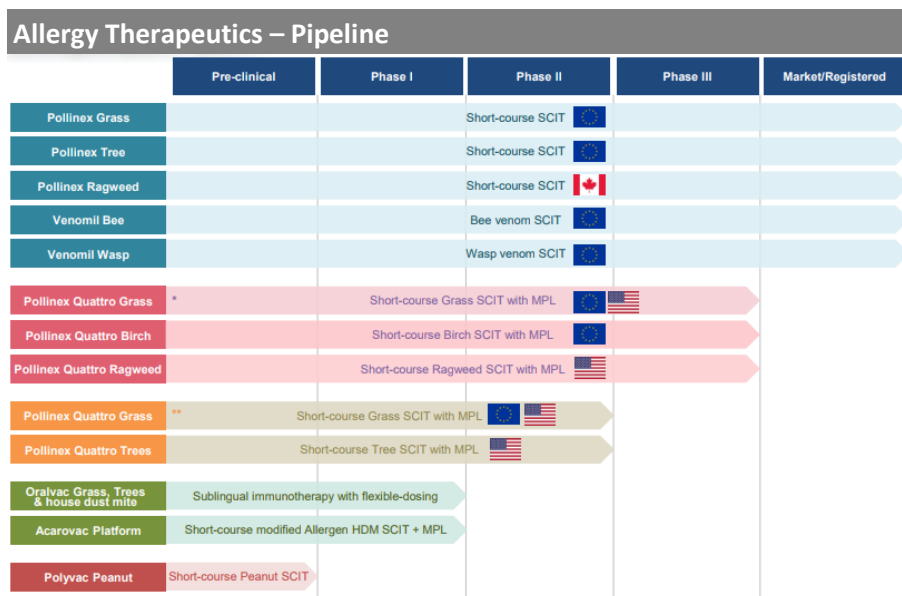 Allergy Therapeutics – Pipeline
Pre-clinical Phase I Phase II Phase III Market/Registered
Pollinex Grass Short-course SCIT
Pollinex Tree Short-course SCIT
Pollinex Ragweed Short-course SCIT
Venomil Bee Bee venom SCIT
Venomil Wasp Wasp venom SCIT
Pollinex Quattro Grass * Short-course Grass SCIT with MPL
Pollinex Quattro Birch Short-course Birch SCIT with MPL
Pollinex Quattro Ragweed Short-course Ragweed SCIT with MPL
Pollinex Quattro Grass ** Short-course Grass SCIT with MPL
Pollinex Quattro Trees Short-course Tree SCIT with MPL
Oralvac Grass, Trees
& house dust mite
Sublingual immunotherapy with flexible-dosing
Acarovac Platform Short-course modified Allergen HDM SCIT + MPL
Polyvac Peanut Short-course Peanut SCIT